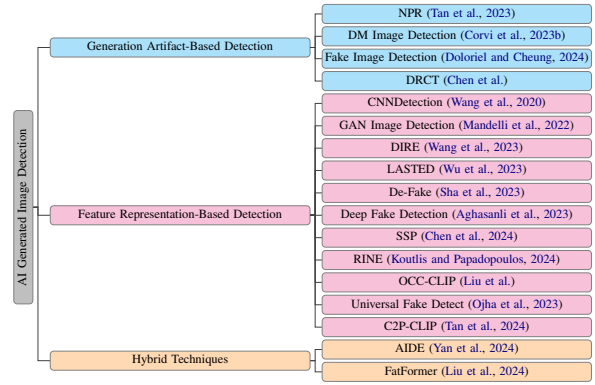 AI Generated Image Detection
Generation Artifact-Based Detection
NPR (Tan et al., 2023)
DM Image Detection (Corvi et al., 2023b)
Fake Image Detection (Doloriel and Cheung, 2024)
DRCT (Chen et al.)
Feature Representation-Based Detection
CNNDetection (Wang et al., 2020)
GAN Image Detection (Mandelli et al., 2022)
DIRE (Wang et al., 2023)
LASTED (Wu et al., 2023)
De-Fake (Sha et al., 2023)
Deep Fake Detection (Aghasanli et al., 2023)
SSP (Chen et al., 2024)
RINE (Koutlis and Papadopoulos, 2024)
OCC-CLIP (Liu et al.)
Universal Fake Detect (Ojha et al., 2023)
C2P-CLIP (Tan et al., 2024)
Hybrid Techniques
AIDE (Yan et al., 2024)
FatFormer (Liu et al., 2024)